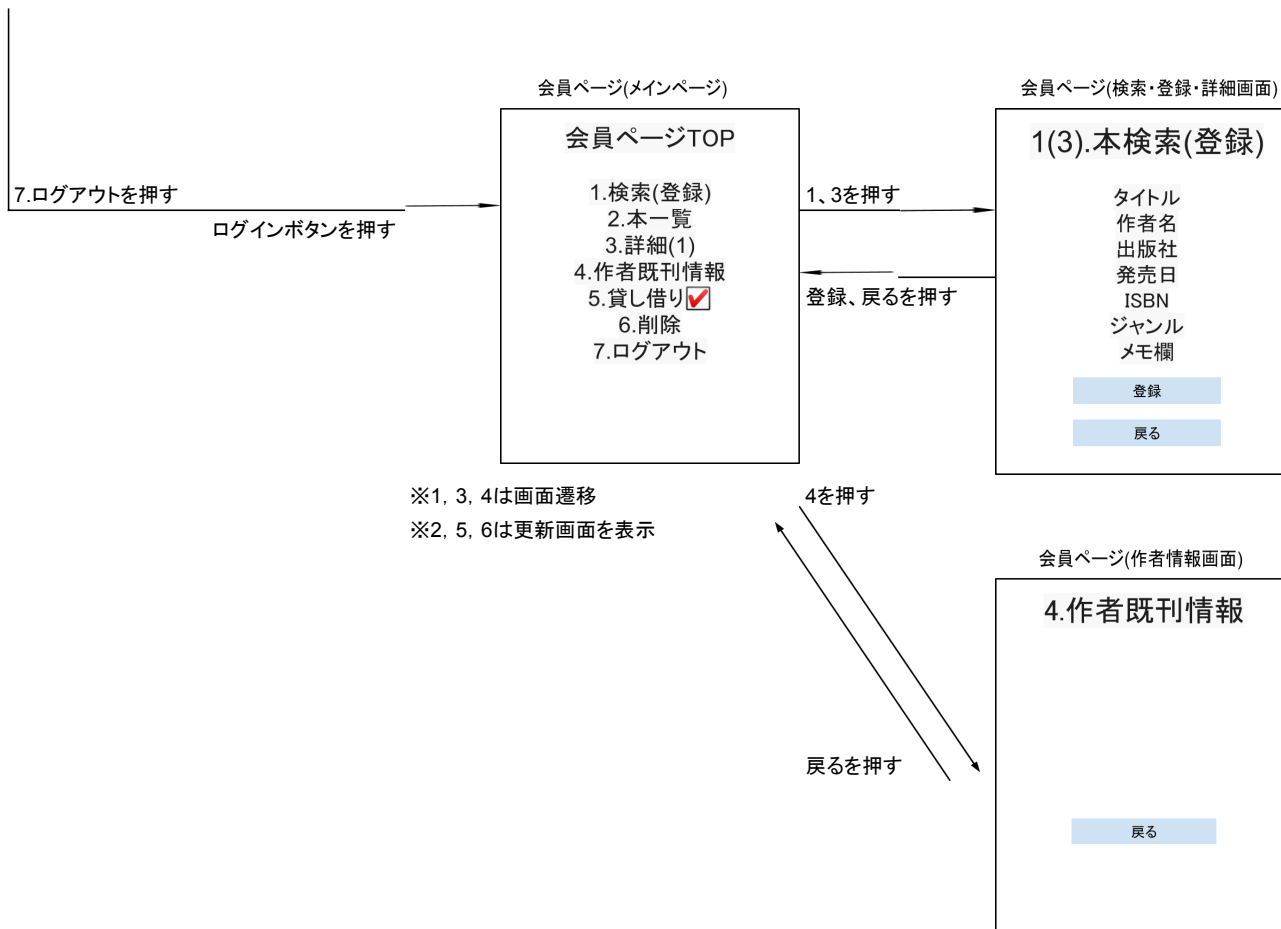 会員ページ(メインページ)
会員ページTOP
1.検索(登録)
2.本一覧
3.詳細(1)
4.作者既刊情報
5.貸し借り
6.削除
7.ログアウト
7.ログアウトを押す
ログインボタンを押す
1、3を押す
登録、戻るを押す
会員ページ(検索・登録・詳細画面)
1(3).本検索(登録)
タイトル
作者名
出版社
発売日
ISBN
ジャンル
メモ欄
登録
戻る
※1, 3, 4は画面遷移
※2, 5, 6は更新画面を表示
4を押す
戻るを押す
会員ページ(作者情報画面)
4.作者既刊情報
戻る